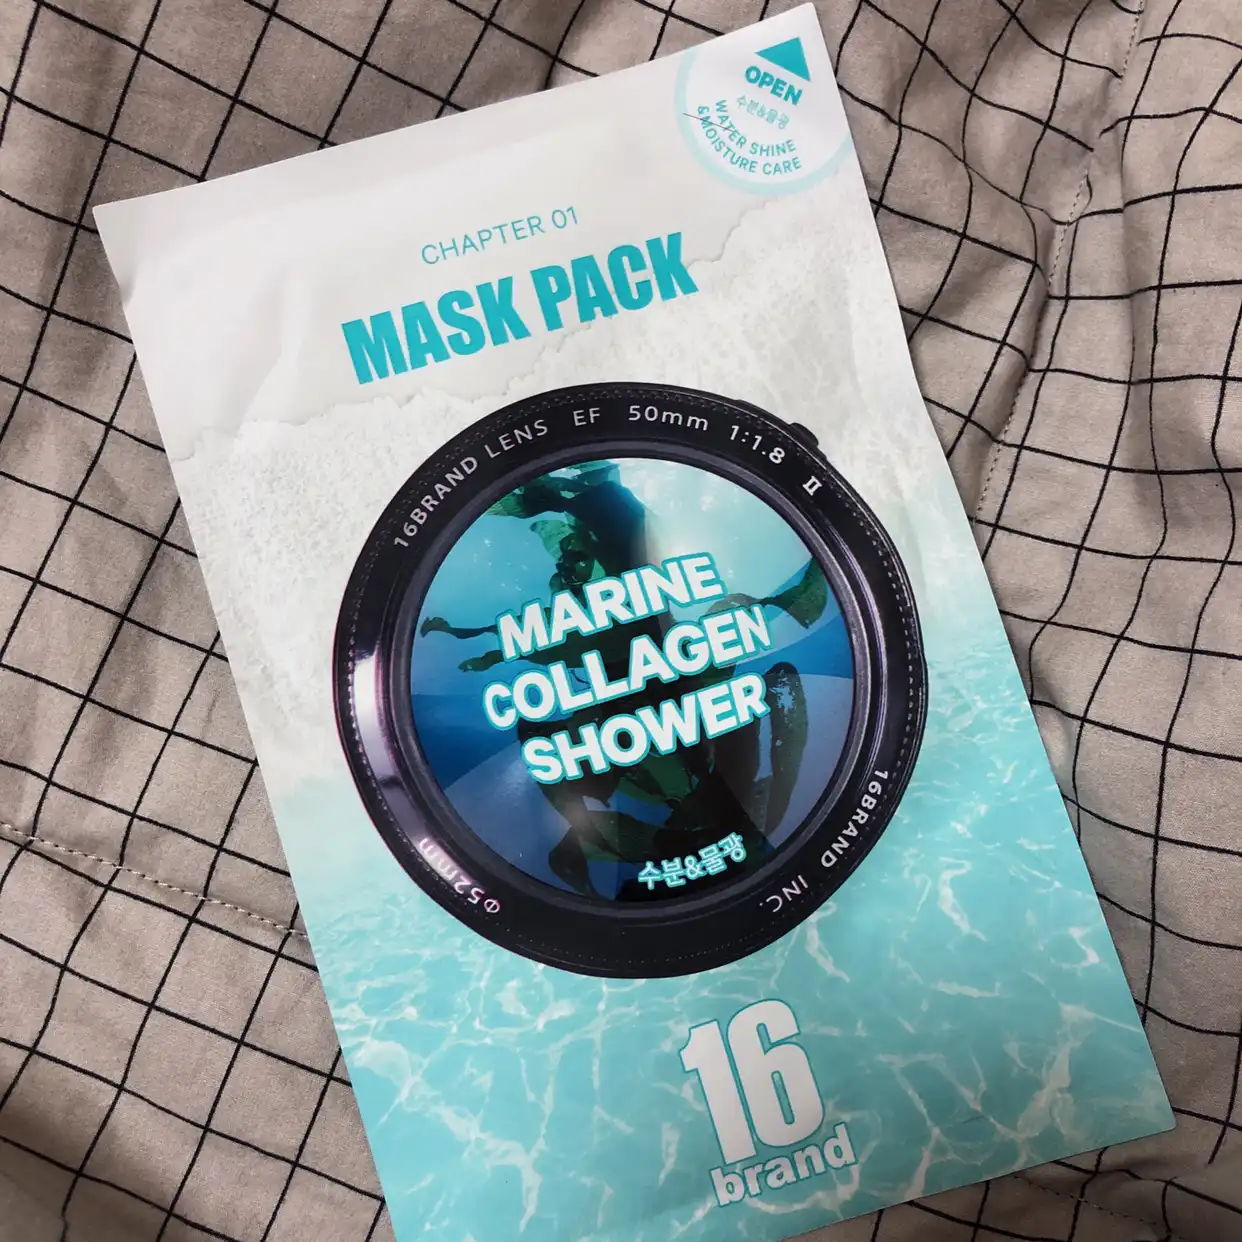 OPEN
수분&물광
WATER SHINE
&MOISTURE CARE
CHAPTER 01
MASK PACK
16BRAND LENS EF 50mm 1:1.8 II
MARINE
COLLAGEN
SHOWER
수분&물광
16BRAND INC.
Φ52mm
16
brand